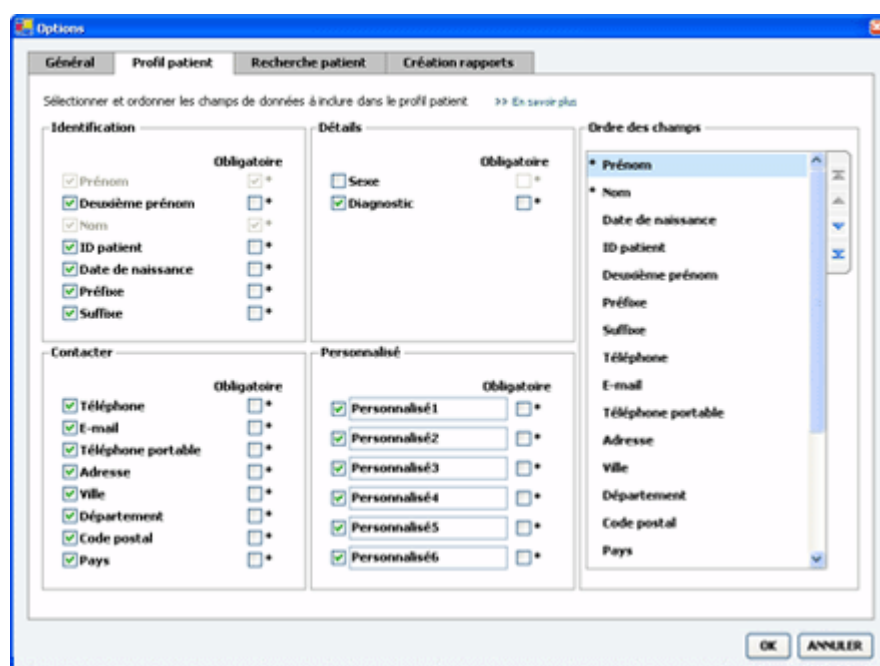 Options
Général Profil patient Recherche patient Création rapports
Sélectionner et ordonner les champs de données à inclure dans le profil patient >> En savoir plus
Identification
Obligatoire
Prénom *
Deuxième prénom *
Nom *
ID patient *
Date de naissance *
Préfixe *
Suffixe *
Détails
Obligatoire
Sexe *
Diagnostic *
Contacter
Obligatoire
Téléphone *
E-mail *
Téléphone portable *
Adresse *
Ville *
Département *
Code postal *
Pays *
Personnalisé
Obligatoire
Personnalisé1 *
Personnalisé2 *
Personnalisé3 *
Personnalisé4 *
Personnalisé5 *
Personnalisé6 *
Ordre des champs
* Prénom
* Nom
Date de naissance
ID patient
Deuxième prénom
Préfixe
Suffixe
Téléphone
E-mail
Téléphone portable
Adresse
Ville
Département
Code postal
Pays
OK ANNULER